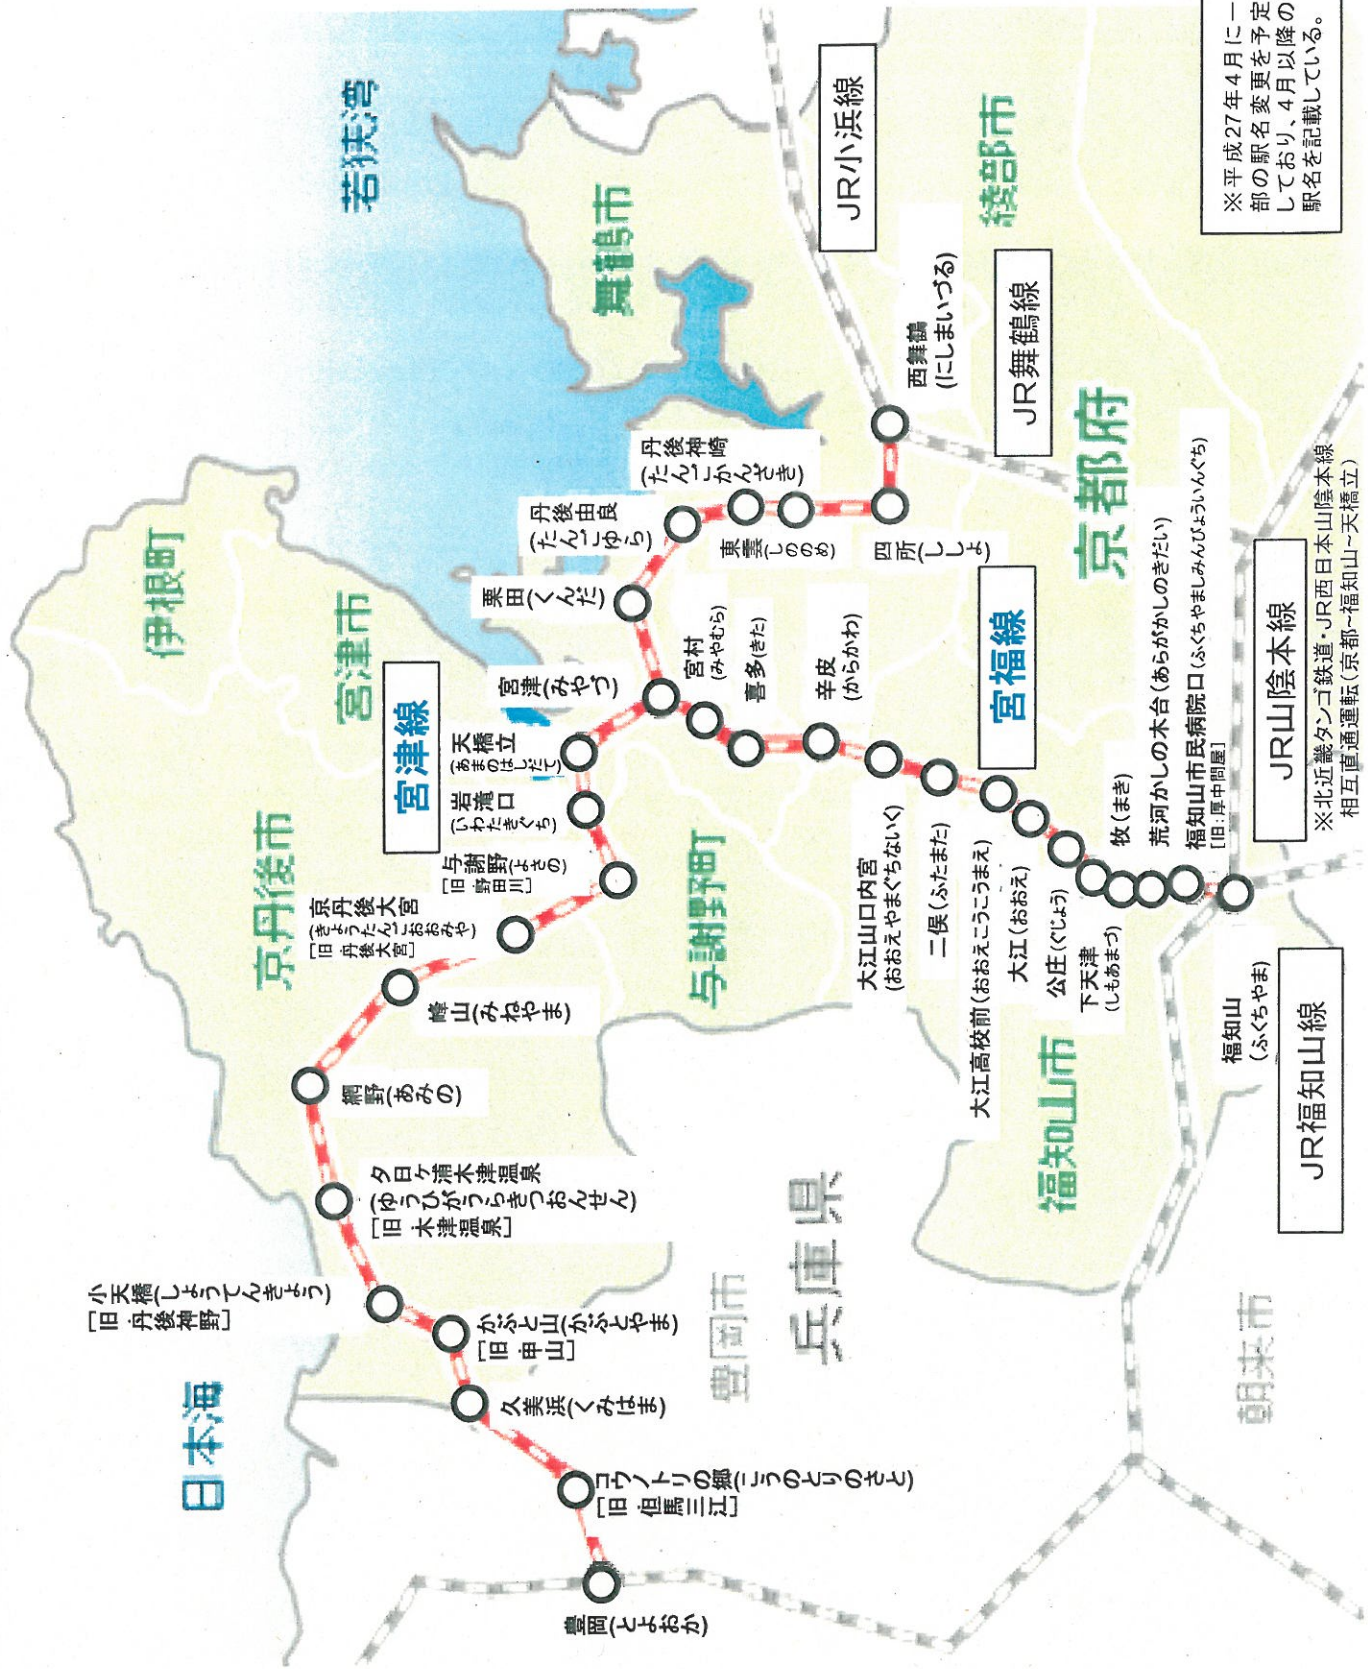 日本海
若狭湾
伊根町
宮津市
京丹後市
舞鶴市
与謝野町
綾部市
京都府
福知山市
豊岡市
兵庫県
朝来市
宮津線
宮福線
JR小浜線
JR舞鶴線
JR山陰本線
JR福知山線
豊岡(とよおか)
コウノトリの郷(こうのとりのさと)
[旧:但馬三江]
久美浜(くみはま)
かぶと山(かぶとやま)
[旧:甲山]
小天橋(しょうてんきょう)
[旧:丹後神野]
夕日ケ浦木津温泉
(ゆうひがうらきつおんせん)
[旧:木津温泉]
網野(あみの)
峰山(みねやま)
京丹後大宮
(きょうたんごおおみや)
[旧:丹後大宮]
与謝野(よさの)
[旧:野田川]
岩滝口
(いわたきぐち)
天橋立
(あまのはしだて)
宮津(みやづ)
栗田(くんだ)
丹後由良
(たんごゆら)
丹後神崎
(たんごかんざき)
東雲(しののめ)
四所(ししょ)
西舞鶴
(にしまいづる)
宮村
(みやむら)
喜多(きた)
辛皮
(からかわ)
大江山口内宮
(おおえやまぐちないく)
二俣(ふたまた)
大江高校前(おおえこうこうまえ)
大江(おおえ)
公庄(ぐじょう)
下天津
(しもあまづ)
牧(まき)
荒河かしの木台(あらがかしのきだい)
福知山市民病院口(ふくちやましみんびょういんぐち)
[旧:厚中問屋]
福知山
(ふくちやま)
※北近畿タンゴ鉄道・JR西日本山陰本線
相互直通運転(京都~福知山~天橋立)
※平成27年4月に一
部の駅名変更を予定
しており、4月以降の
駅名を記載している。